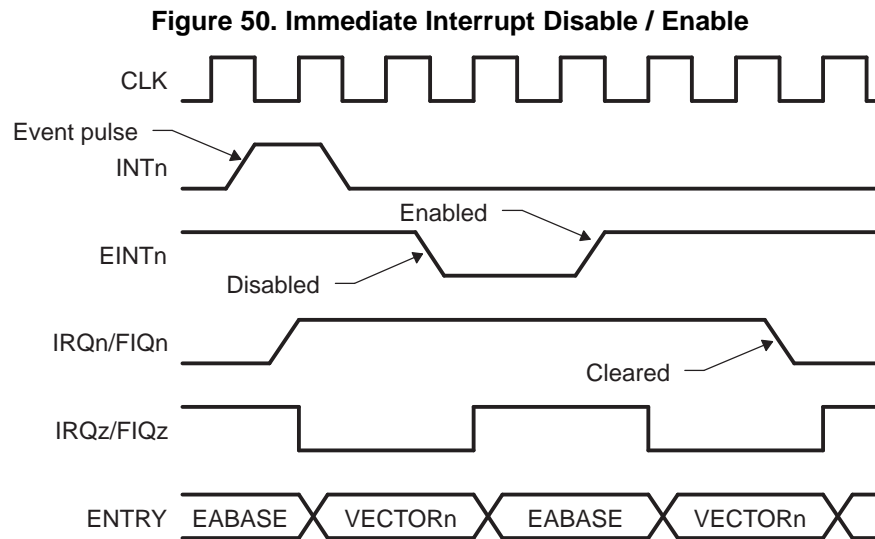 Figure 50. Immediate Interrupt Disable / Enable
CLK
Event pulse
INTn
Enabled
EINTn
Disabled
IRQn/FIQn
Cleared
IRQz/FIQz
ENTRY EABASE VECTORn EABASE VECTORn